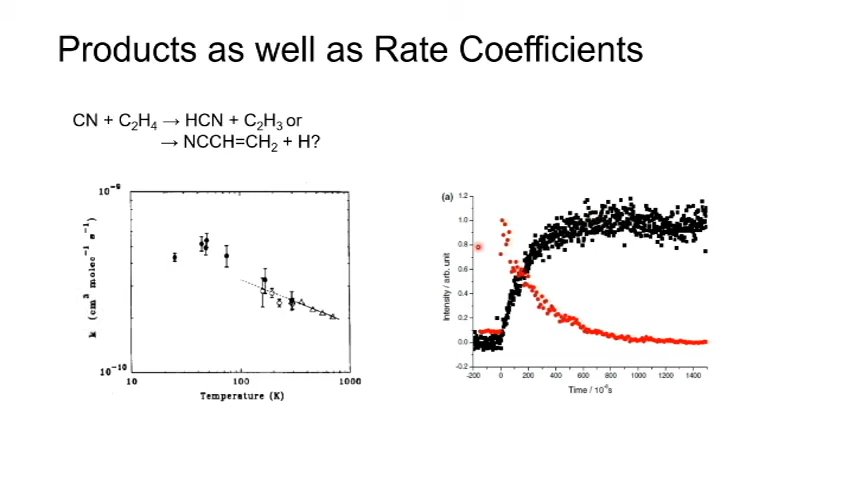 Products as well as Rate Coefficients
CN + C₂H₄ → HCN + C₂H₃ or
→ NCCH=CH₂ + H?
10⁻⁹
k (cm³ molec⁻¹ s⁻¹)
10⁻¹⁰
10
100
1000
Temperature (K)
(a)
1.2
1.0
0.8
0.6
0.4
0.2
0.0
-0.2
Intensity / arb. unit
-200 0 200 400 600 800 1000 1200 1400
Time / 10⁻⁶s